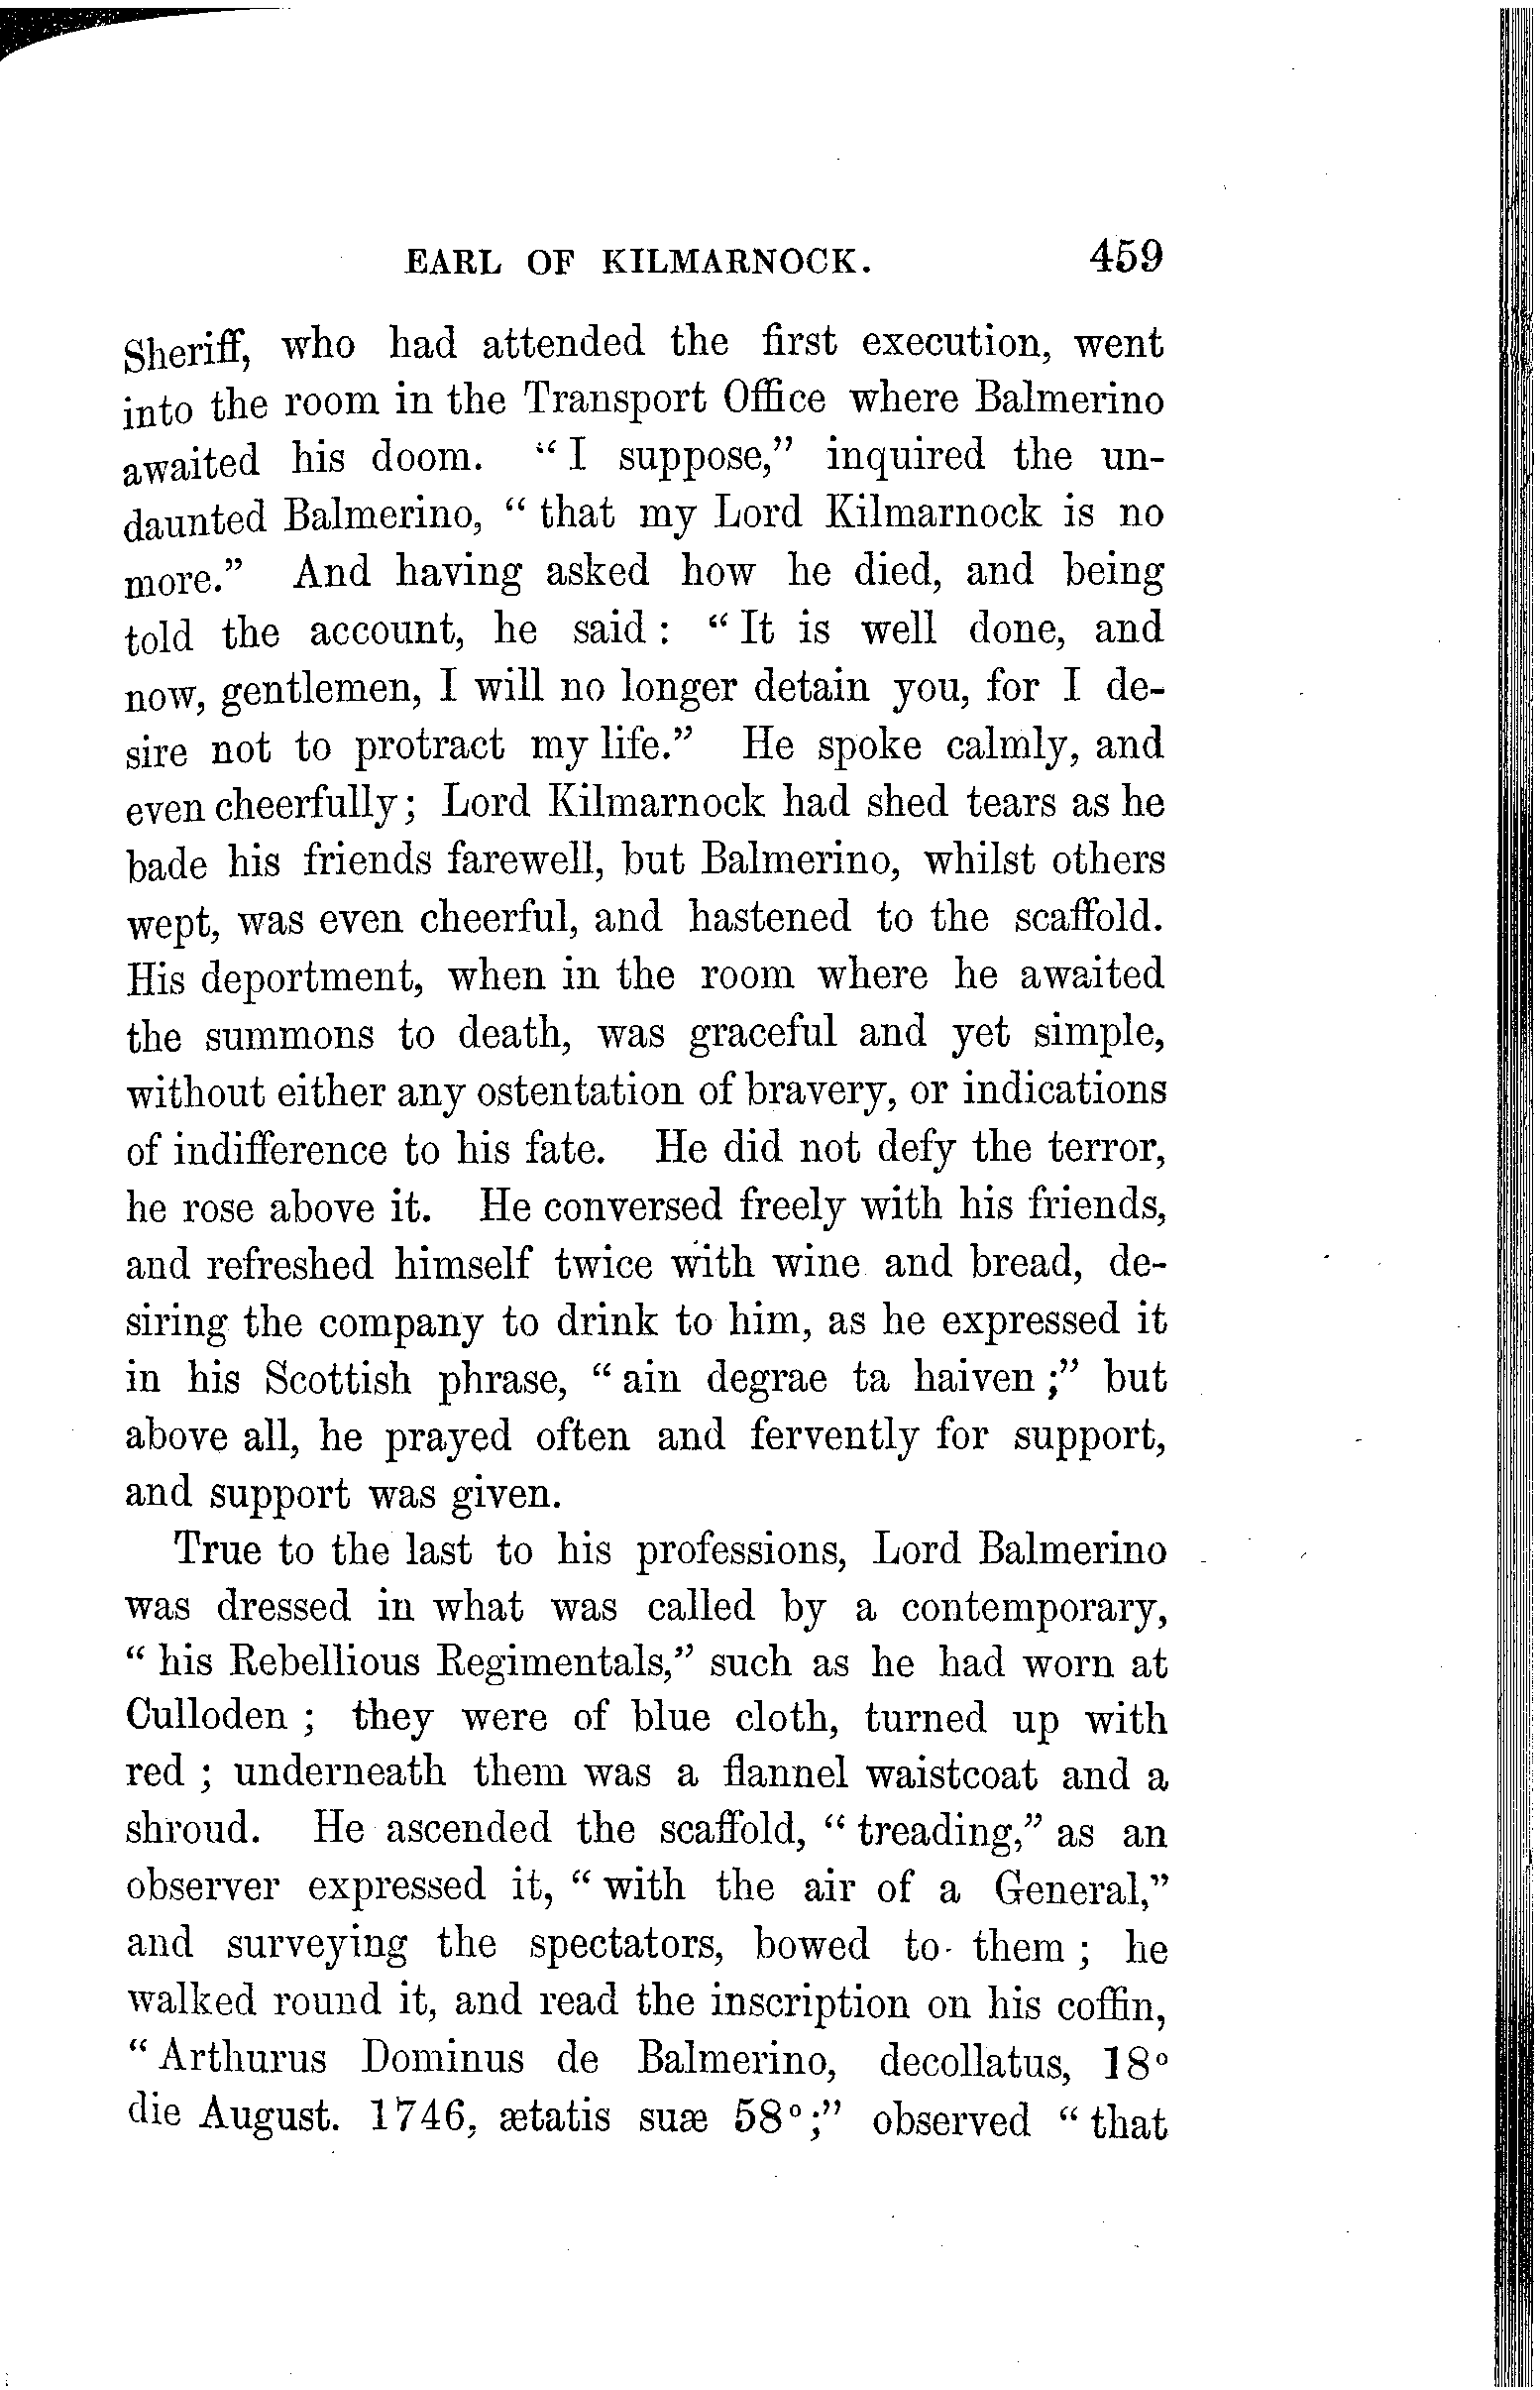 EARL OF KILMARNOCK. 459
Sheriff, who had attended the first execution, went
into the room in the Transport Office where Balmerino
awaited his doom. “I suppose,” inquired the un-
daunted Balmerino, “that my Lord Kilmarnock is no
more.” And having asked how he died, and being
told the account, he said: “It is well done, and
now, gentlemen, I will no longer detain you, for I de-
sire not to protract my life.” He spoke calmly, and
even cheerfully; Lord Kilmarnock had shed tears as he
bade his friends farewell, but Balmerino, whilst others
wept, was even cheerful, and hastened to the scaffold.
His deportment, when in the room where he awaited
the summons to death, was graceful and yet simple,
without either any ostentation of bravery, or indications
of indifference to his fate. He did not defy the terror,
he rose above it. He conversed freely with his friends,
and refreshed himself twice with wine and bread, de-
siring the company to drink to him, as he expressed it
in his Scottish phrase, “ain degrae ta haiven;” but
above all, he prayed often and fervently for support,
and support was given.
True to the last to his professions, Lord Balmerino
was dressed in what was called by a contemporary,
“his Rebellious Regimentals,” such as he had worn at
Culloden; they were of blue cloth, turned up with
red; underneath them was a flannel waistcoat and a
shroud. He ascended the scaffold, “treading,” as an
observer expressed it, “with the air of a General,”
and surveying the spectators, bowed to them; he
walked round it, and read the inscription on his coffin,
“Arthurus Dominus de Balmerino, decollatus, 18º
die August. 1746, ætatis suæ 58º;” observed “that